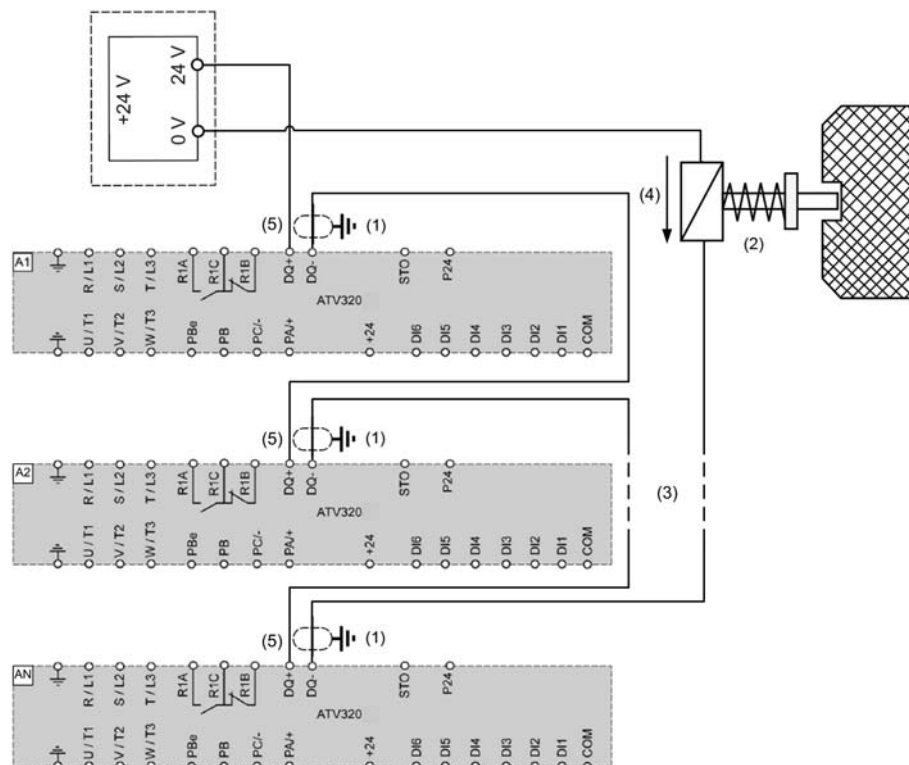 +24 V
24 V
0 V
(4)
(2)
(5)
(1)
A1
R / L1
S / L2
T / L3
R1A
R1C
R1B
DQ+
DQ-
STO
P24
ATV320
U / T1
V / T2
W / T3
PBe
PB
PC/-
PA/+
+24
DI6
DI5
DI4
DI3
DI2
DI1
COM
(5)
(1)
A2
R / L1
S / L2
T / L3
R1A
R1C
R1B
DQ+
DQ-
STO
P24
(3)
ATV320
U / T1
V / T2
W / T3
PBe
PB
PC/-
PA/+
+24
DI6
DI5
DI4
DI3
DI2
DI1
COM
(5)
(1)
AN
R / L1
S / L2
T / L3
R1A
R1C
R1B
DQ+
DQ-
STO
P24
ATV320
U / T1
V / T2
W / T3
PBe
PB
PC/-
PA/+
+24
DI6
DI5
DI4
DI3
DI2
DI1
COM